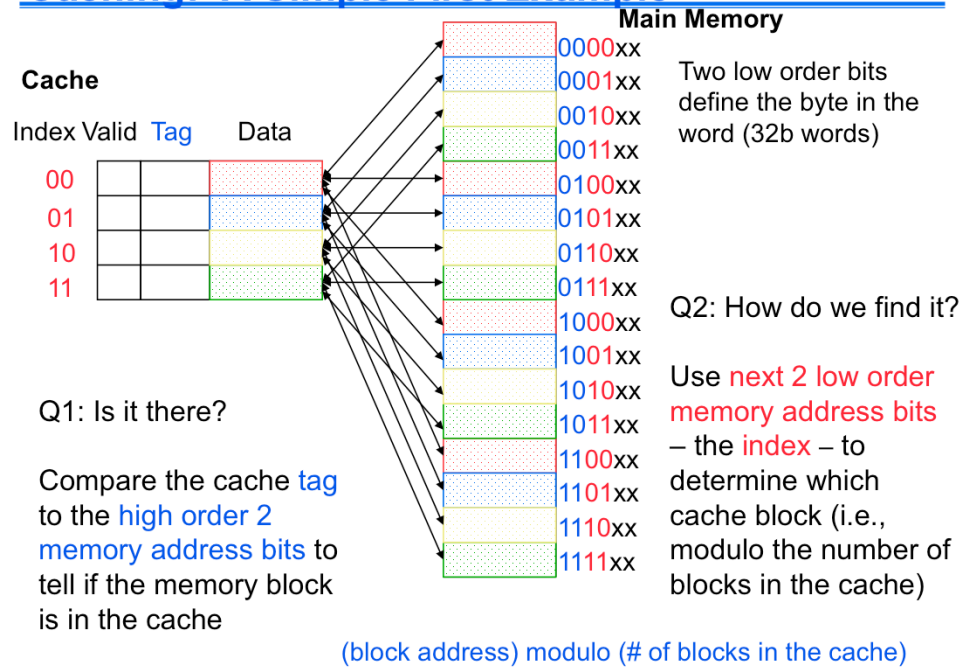 Caching: A Simple First Example
Main Memory
Cache
Index Valid Tag Data
00
01
10
11
0000xx
0001xx
0010xx
0011xx
0100xx
0101xx
0110xx
0111xx
1000xx
1001xx
1010xx
1011xx
1100xx
1101xx
1110xx
1111xx
Two low order bits
define the byte in the
word (32b words)
Q1: Is it there?
Compare the cache tag
to the high order 2
memory address bits to
tell if the memory block
is in the cache
Q2: How do we find it?
Use next 2 low order
memory address bits
– the index – to
determine which
cache block (i.e.,
modulo the number of
blocks in the cache)
(block address) modulo (# of blocks in the cache)